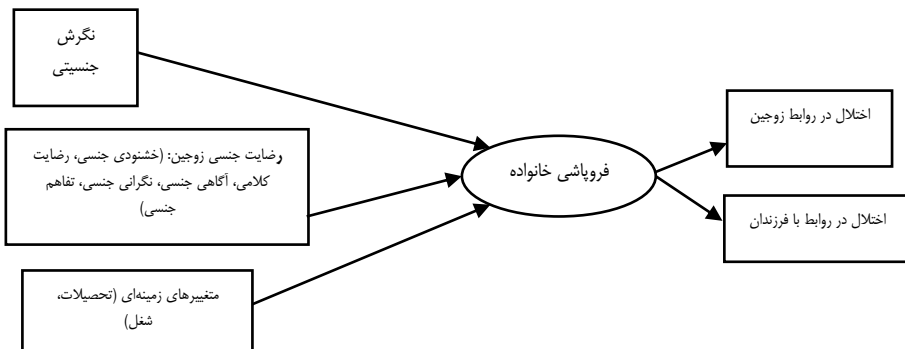 نگرش
جنسیتی
رضایت جنسی زوجین: (خشنودی جنسی، رضایت
کلامی، آگاهی جنسی، نگرانی جنسی، تفاهم
جنسی)
متغییرهای زمینه‌ای (تحصیلات،
شغل)
فروپاشی خانواده
اختلال در روابط زوجین
اختلال در روابط با فرزندان